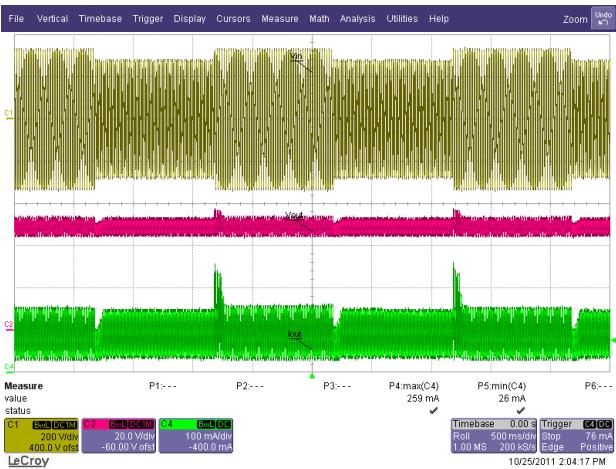 File Vertical Timebase Trigger Display Cursors Measure Math Analysis Utilities Help Zoom Undo
Vin
C1
Vout
C2
Iout
C4
Measure P1:- - - P2:- - - P3:- - - P4:max(C4) P5:min(C4) P6:- - -
value 259 mA 26 mA
status ✓ ✓
C1 BwL DC1M C2 BwL DC1M C4 BwL DC Timebase 0.00 s Trigger C4 DC
200 V/div 20.0 V/div 100 mA/div Roll 500 ms/div Stop 76 mA
400.0 V ofst -60.00 V ofst -400.0 mA 1.00 MS 200 kS/s Edge Positive
LeCroy 10/25/2011 2:04:17 PM